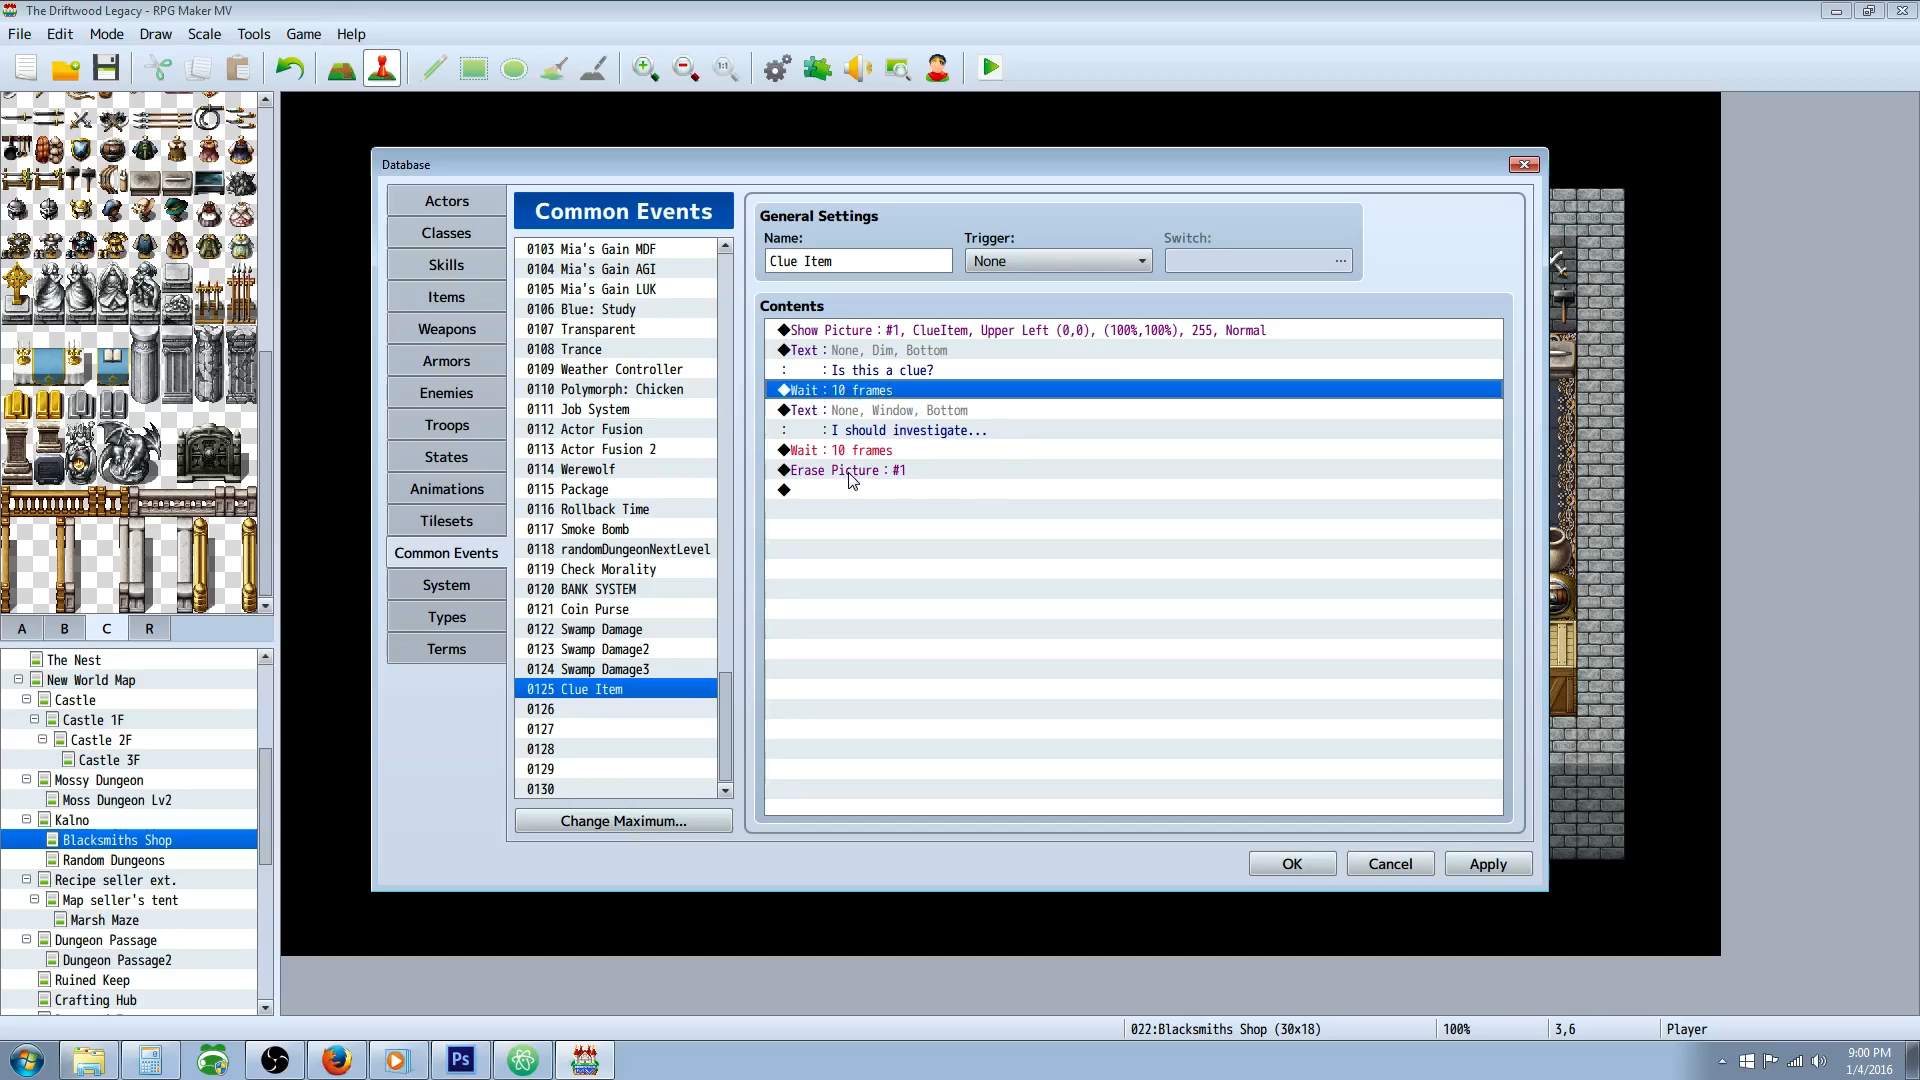 The Driftwood Legacy - RPG Maker MV
File Edit Mode Draw Scale Tools Game Help
1:1
Database
Actors
Classes
Skills
Items
Weapons
Armors
Enemies
Troops
States
Animations
Tilesets
Common Events
System
Types
Terms
Common Events
0103 Mia's Gain MDF
0104 Mia's Gain AGI
0105 Mia's Gain LUK
0106 Blue: Study
0107 Transparent
0108 Trance
0109 Weather Controller
0110 Polymorph: Chicken
0111 Job System
0112 Actor Fusion
0113 Actor Fusion 2
0114 Werewolf
0115 Package
0116 Rollback Time
0117 Smoke Bomb
0118 randomDungeonNextLevel
0119 Check Morality
0120 BANK SYSTEM
0121 Coin Purse
0122 Swamp Damage
0123 Swamp Damage2
0124 Swamp Damage3
0125 Clue Item
0126
0127
0128
0129
0130
Change Maximum...
General Settings
Name: Trigger: Switch:
Clue Item None ...
Contents
◆Show Picture : #1, ClueItem, Upper Left (0,0), (100%,100%), 255, Normal
◆Text : None, Dim, Bottom
: : Is this a clue?
◆Wait : 10 frames
◆Text : None, Window, Bottom
: : I should investigate...
◆Wait : 10 frames
◆Erase Picture : #1
◆
OK Cancel Apply
A B C R
The Nest
New World Map
Castle
Castle 1F
Castle 2F
Castle 3F
Mossy Dungeon
Moss Dungeon Lv2
Kalno
Blacksmiths Shop
Random Dungeons
Recipe seller ext.
Map seller's tent
Marsh Maze
Dungeon Passage
Dungeon Passage2
Ruined Keep
Crafting Hub
022:Blacksmiths Shop (30x18) 100% 3,6 Player
Ps
9:00 PM
1/4/2016